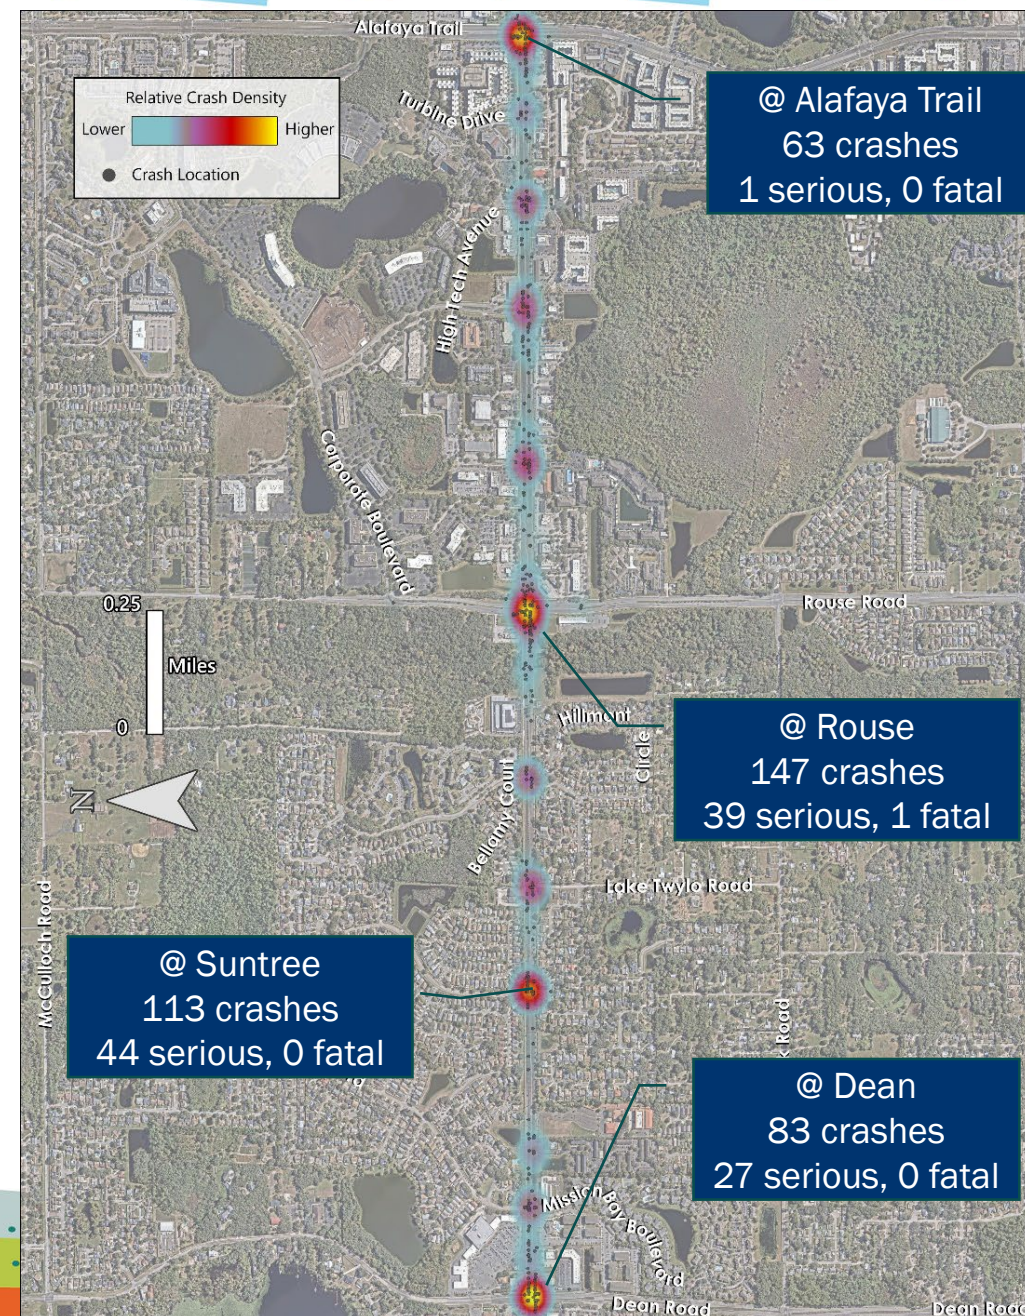 Alafaya Trail
Relative Crash Density
Lower
Higher
Crash Location
Turbine Drive
@ Alafaya Trail
63 crashes
1 serious, 0 fatal
High Tech Avenue
Corporate Boulevard
0.25
Miles
0
Rouse Road
N
Hillmont
Circle
@ Rouse
147 crashes
39 serious, 1 fatal
Bellamy Court
Lake Twylo Road
McCulloch Road
@ Suntree
113 crashes
44 serious, 0 fatal
k Road
@ Dean
83 crashes
27 serious, 0 fatal
Mission Bay Boulevard
Dean Road
Dean Road